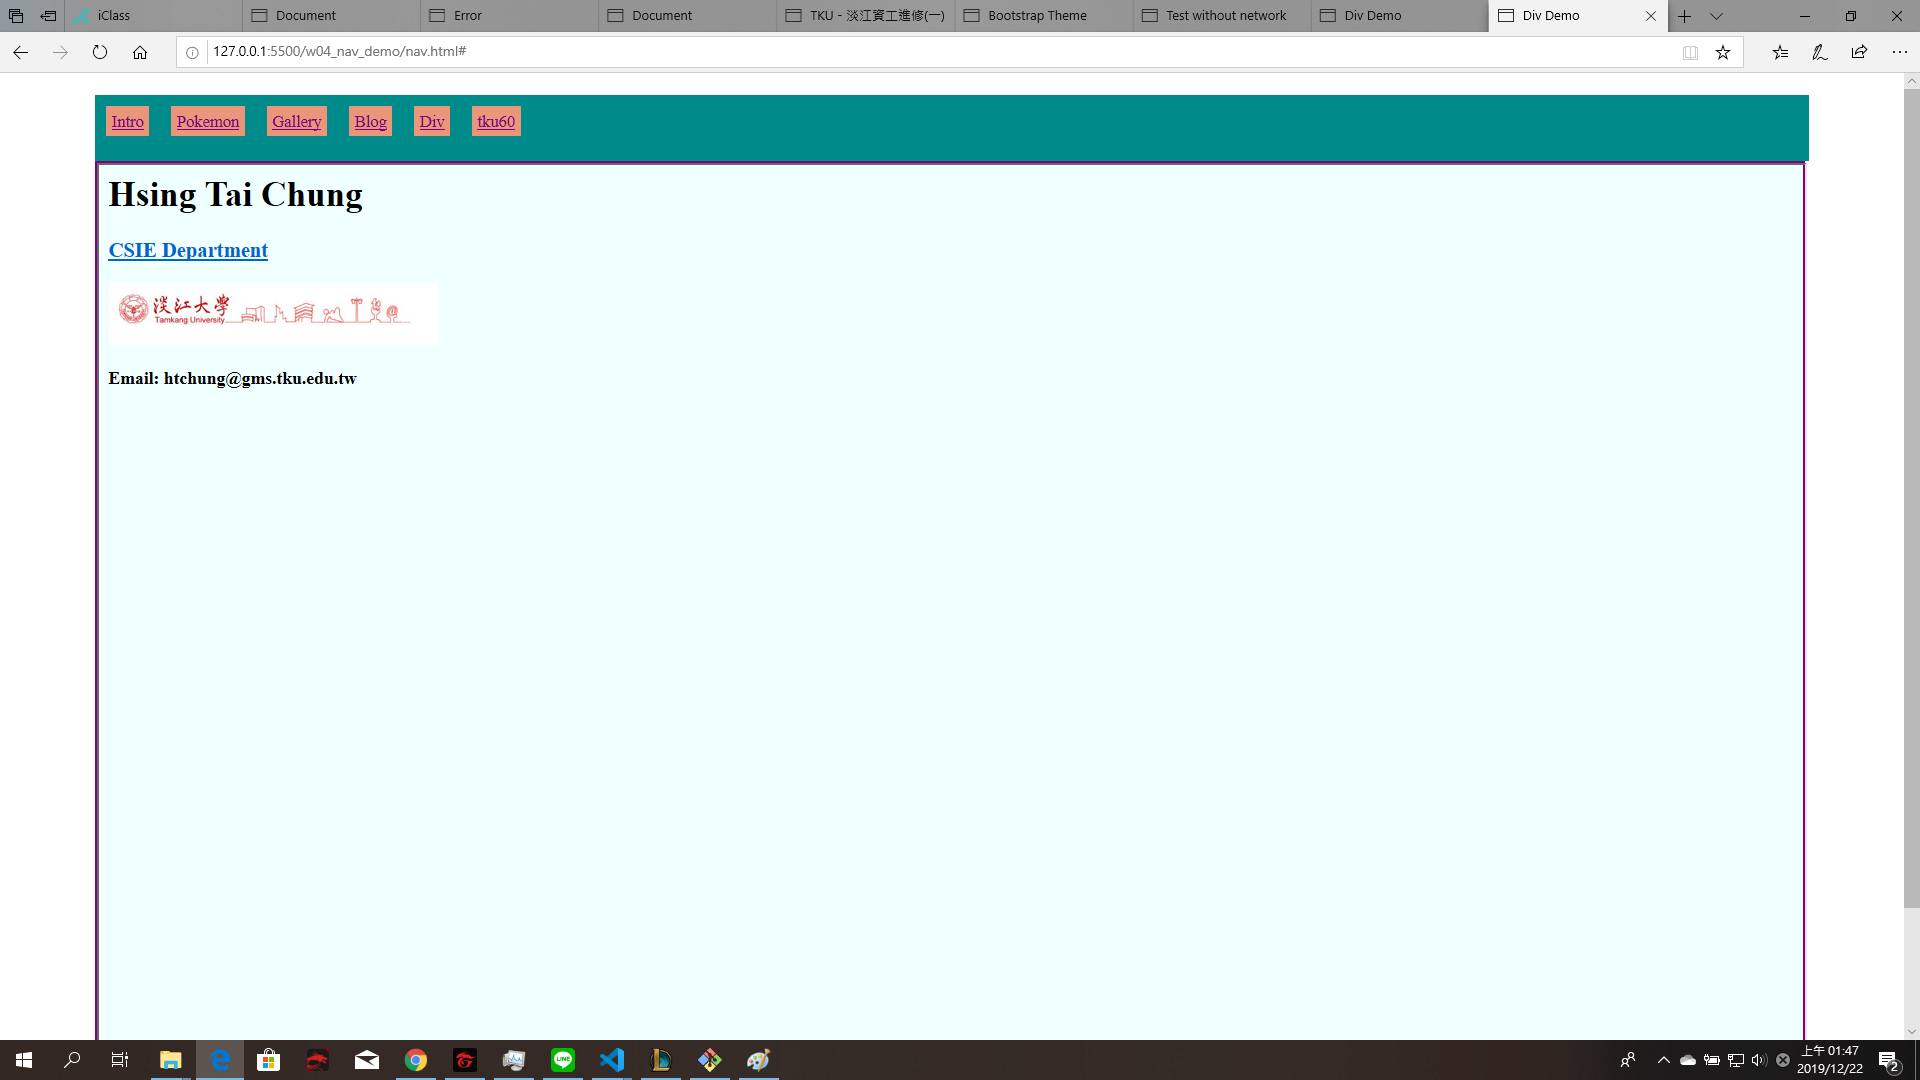 iClass
Document
Error
Document
TKU - 淡江資工進修(一)
Bootstrap Theme
Test without network
Div Demo
Div Demo
127.0.0.1:5500/w04_nav_demo/nav.html#
Intro Pokemon Gallery Blog Div tku60
Hsing Tai Chung
CSIE Department
淡江大學
Tamkang University
Email: htchung@gms.tku.edu.tw
LINE
上午 01:47
2019/12/22
2